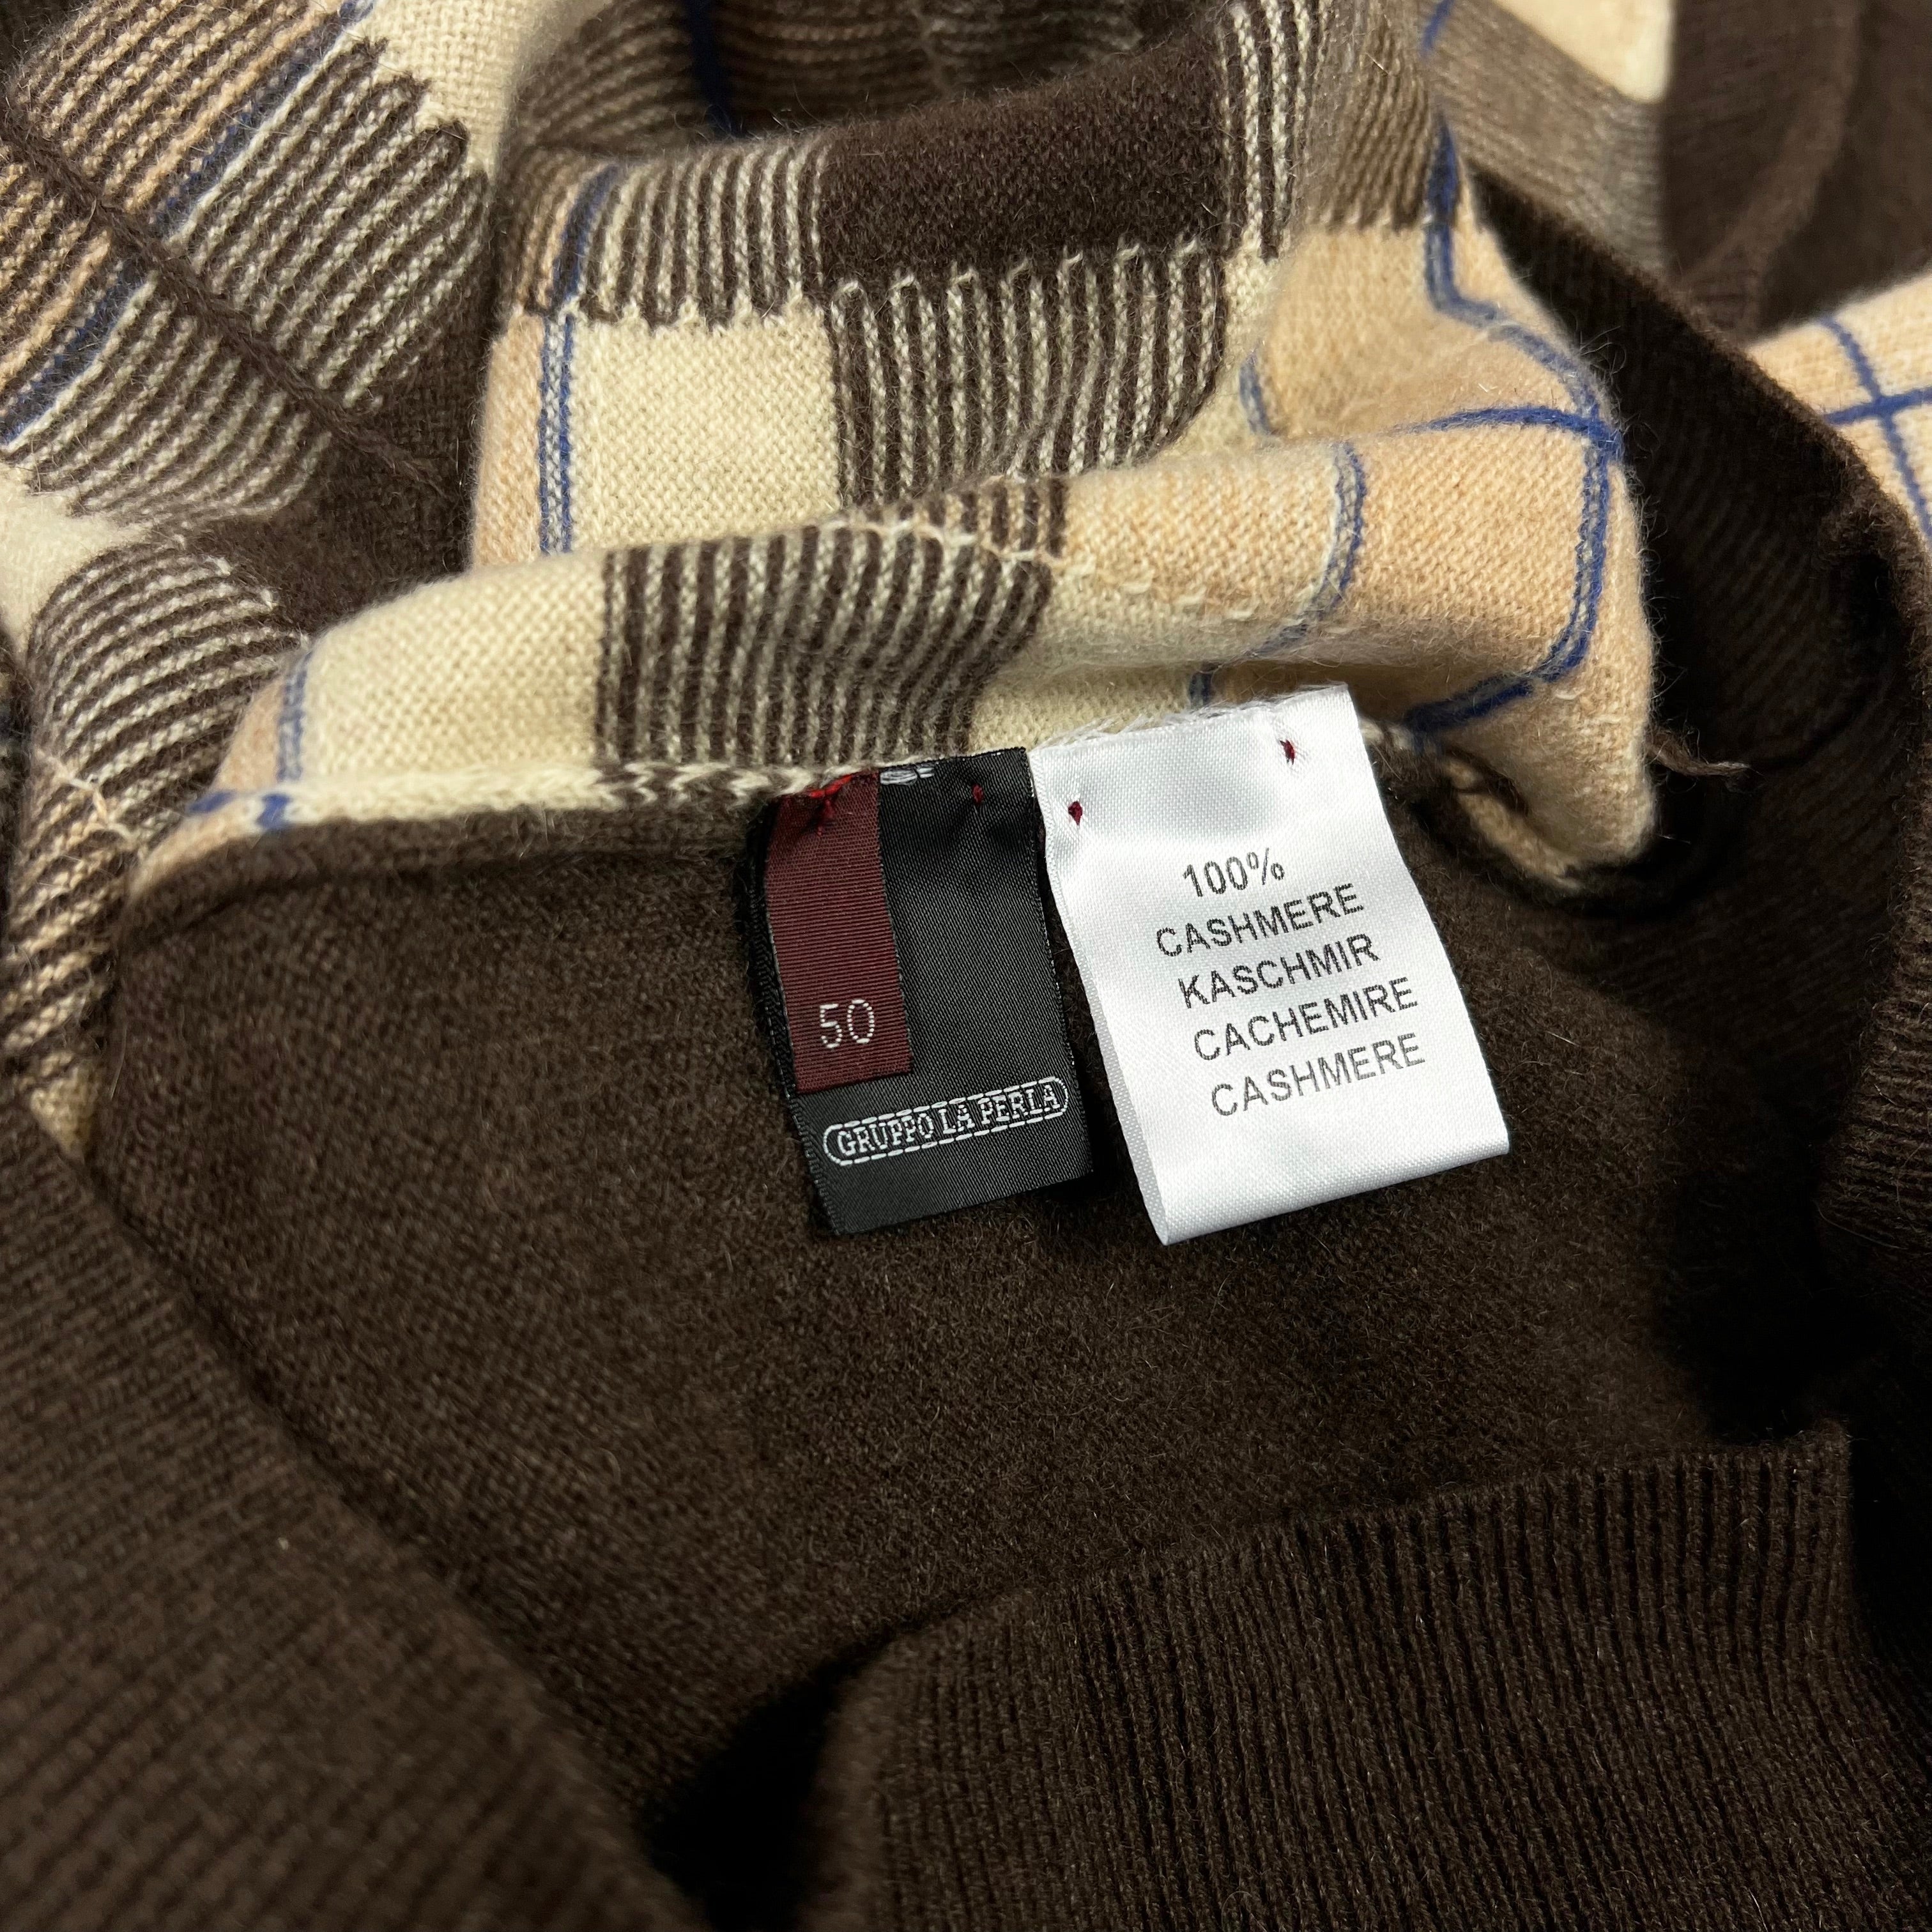 50
GRUPPO LA PERLA
100%
CASHMERE
KASCHMIR
CACHEMIRE
CASHMERE